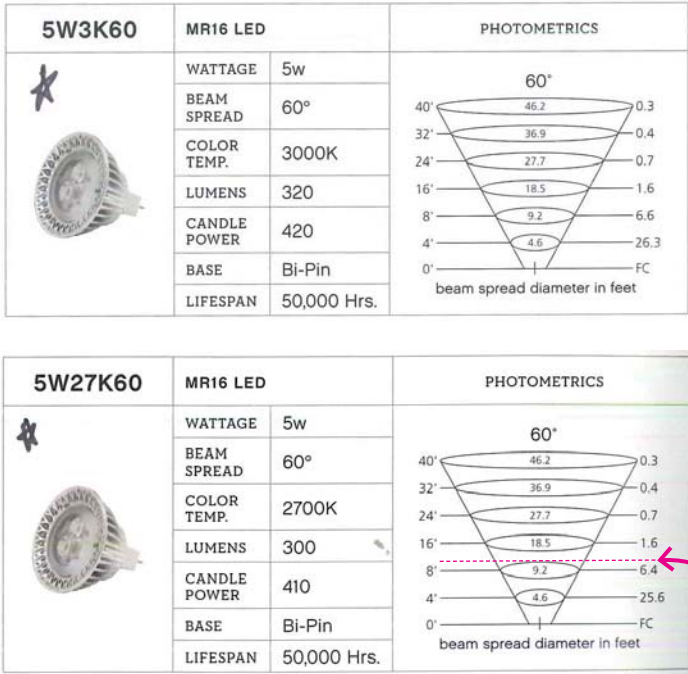 5W3K60 MR16 LED PHOTOMETRICS
WATTAGE 5w
BEAM SPREAD 60°
COLOR TEMP. 3000K
LUMENS 320
CANDLE POWER 420
BASE Bi-Pin
LIFESPAN 50,000 Hrs.
60°
40' 46.2 0.3
32' 36.9 0.4
24' 27.7 0.7
16' 18.5 1.6
8' 9.2 6.6
4' 4.6 26.3
0' FC
beam spread diameter in feet
5W27K60 MR16 LED PHOTOMETRICS
WATTAGE 5w
BEAM SPREAD 60°
COLOR TEMP. 2700K
LUMENS 300
CANDLE POWER 410
BASE Bi-Pin
LIFESPAN 50,000 Hrs.
60°
40' 46.2 0.3
32' 36.9 0.4
24' 27.7 0.7
16' 18.5 1.6
8' 9.2 6.4
4' 4.6 25.6
0' FC
beam spread diameter in feet